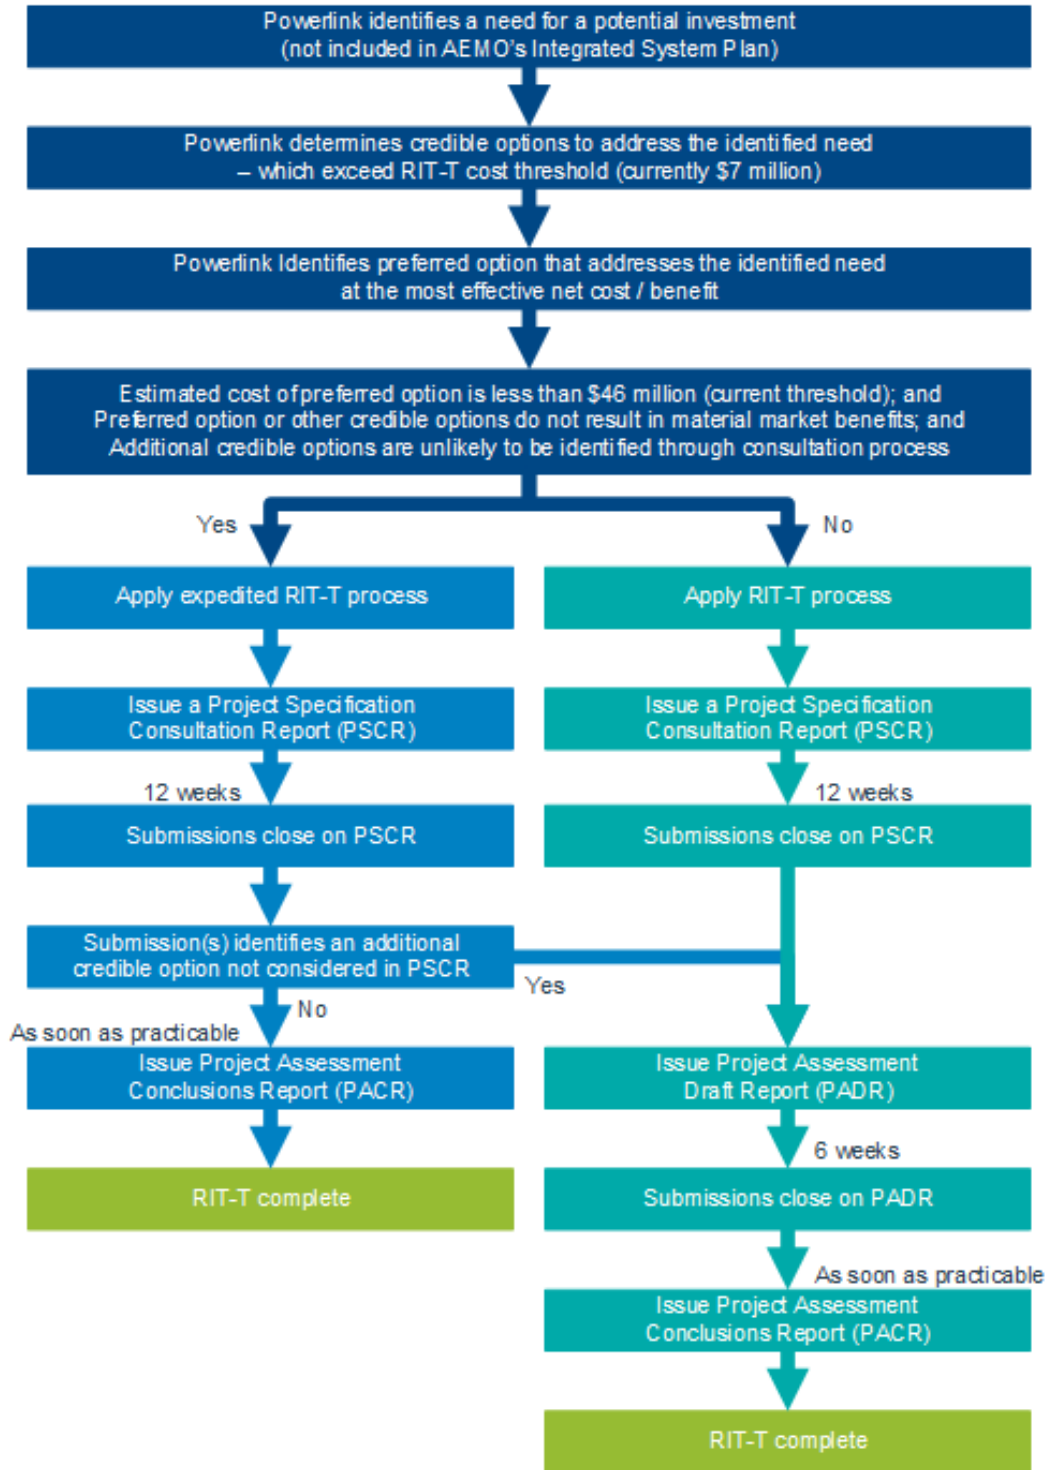 Powerlink identifies a need for a potential investment
(not included in AEMO's Integrated System Plan)
Powerlink determines credible options to address the identified need
– which exceed RIT-T cost threshold (currently $7 million)
Powerlink Identifies preferred option that addresses the identified need
at the most effective net cost / benefit
Estimated cost of preferred option is less than $46 million (current threshold); and
Preferred option or other credible options do not result in material market benefits; and
Additional credible options are unlikely to be identified through consultation process
Yes
No
Apply expedited RIT-T process
Apply RIT-T process
Issue a Project Specification
Consultation Report (PSCR)
Issue a Project Specification
Consultation Report (PSCR)
12 weeks
12 weeks
Submissions close on PSCR
Submissions close on PSCR
Submission(s) identifies an additional
credible option not considered in PSCR
Yes
No
As soon as practicable
Issue Project Assessment
Conclusions Report (PACR)
Issue Project Assessment
Draft Report (PADR)
6 weeks
RIT-T complete
Submissions close on PADR
As soon as practicable
Issue Project Assessment
Conclusions Report (PACR)
RIT-T complete